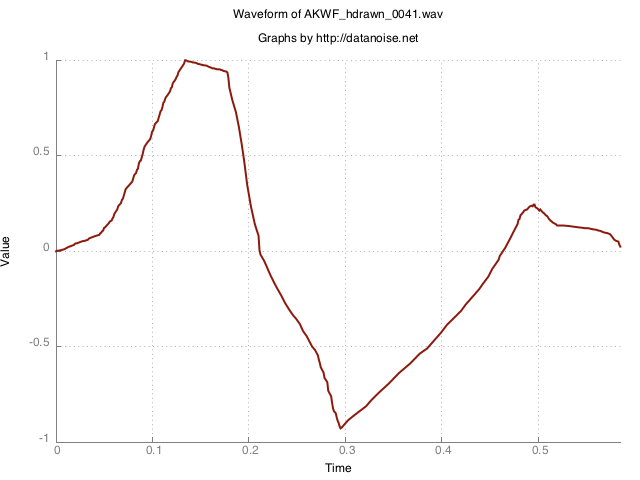 Waveform of AKWF_hdrawn_0041.wav
Graphs by http://datanoise.net
1
0.5
0
-0.5
-1
Value
0 0.1 0.2 0.3 0.4 0.5
Time